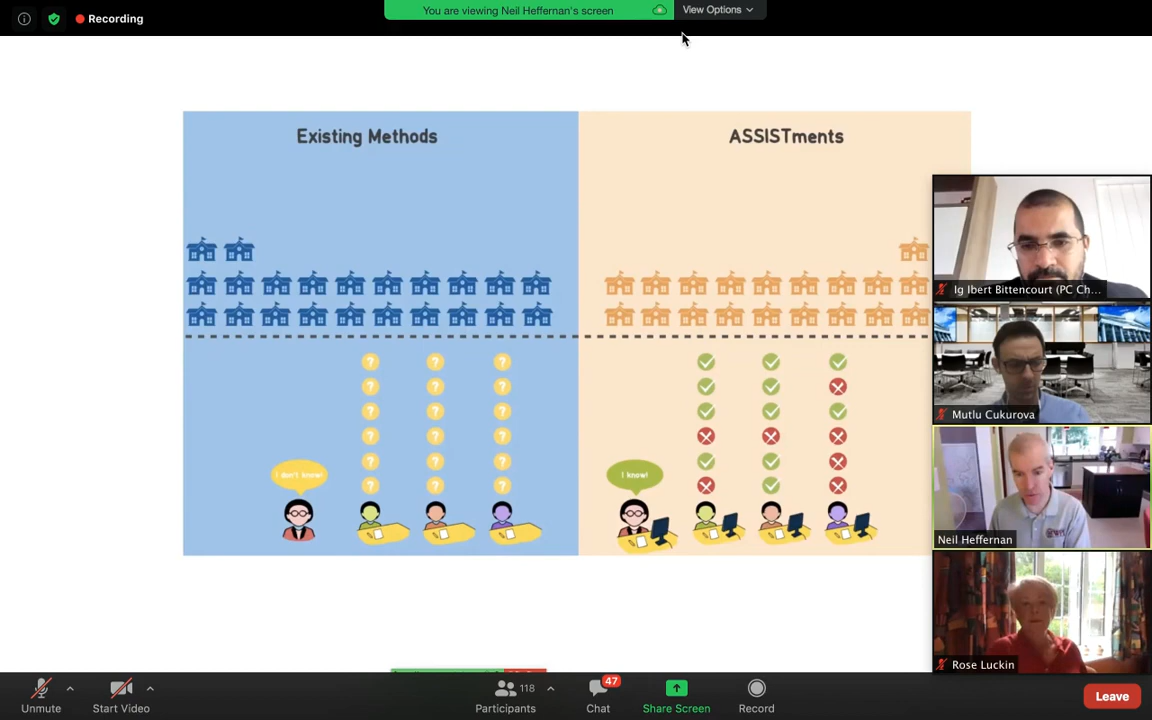 Recording
You are viewing Neil Heffernan's screen
View Options
Existing Methods
ASSISTments
I don't know!
I know!
Ig Ibert Bittencourt (PC Ch...
Mutlu Cukurova
Neil Heffernan
Rose Luckin
Unmute
Start Video
118
Participants
47
Chat
Share Screen
Record
Leave